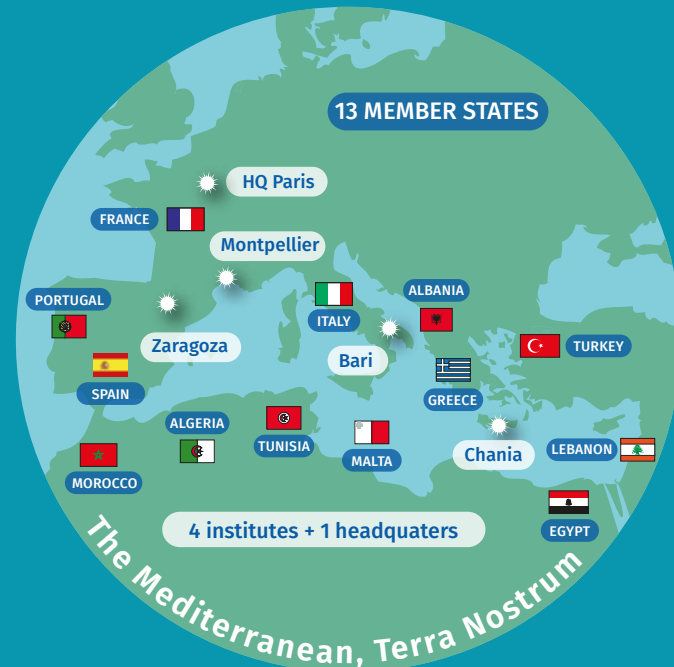 13 MEMBER STATES
HQ Paris
FRANCE
Montpellier
PORTUGAL
ALBANIA
ITALY
Zaragoza
Bari
TURKEY
SPAIN
GREECE
ALGERIA
TUNISIA
MALTA
Chania
LEBANON
MOROCCO
EGYPT
4 institutes + 1 headquaters
The Mediterranean, Terra Nostrum